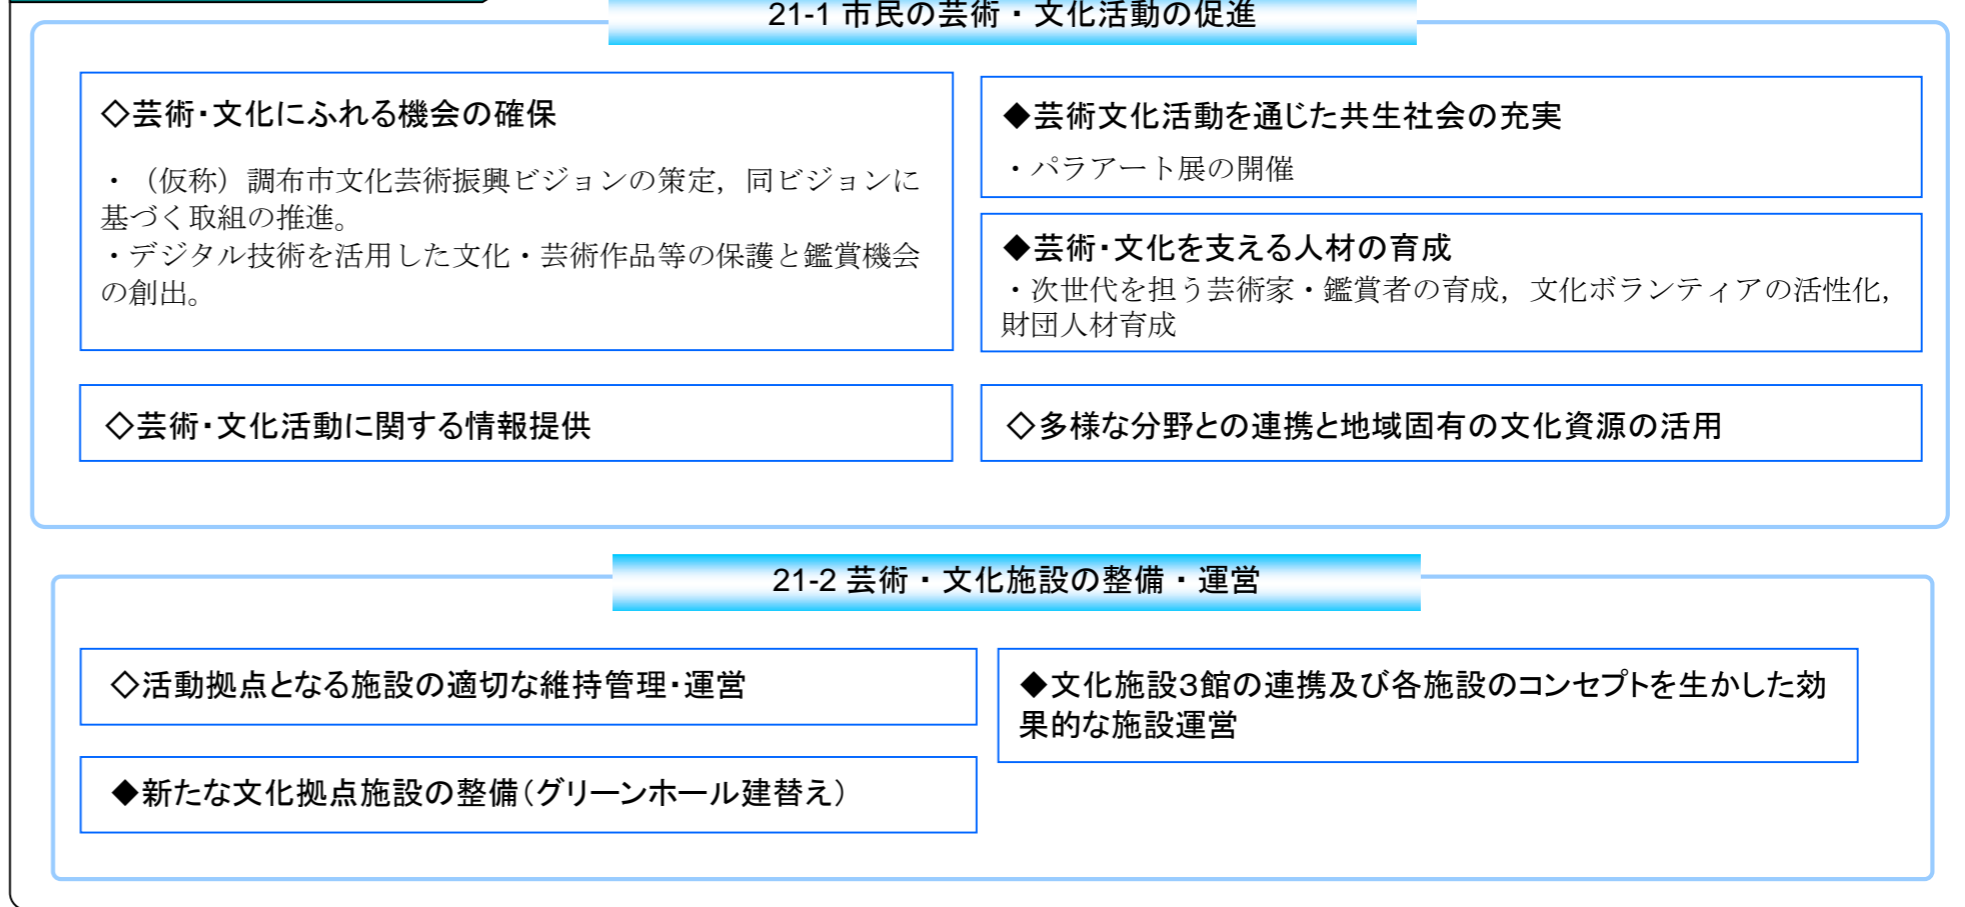 21-1 市民の芸術・文化活動の促進
◇芸術・文化にふれる機会の確保
・（仮称）調布市文化芸術振興ビジョンの策定，同ビジョンに
基づく取組の推進。
・デジタル技術を活用した文化・芸術作品等の保護と鑑賞機会
の創出。
◆芸術文化活動を通じた共生社会の充実
・パラアート展の開催
◆芸術・文化を支える人材の育成
・次世代を担う芸術家・鑑賞者の育成，文化ボランティアの活性化，
財団人材育成
◇芸術・文化活動に関する情報提供
◇多様な分野との連携と地域固有の文化資源の活用
21-2 芸術・文化施設の整備・運営
◇活動拠点となる施設の適切な維持管理・運営
◆文化施設3館の連携及び各施設のコンセプトを生かした効
果的な施設運営
◆新たな文化拠点施設の整備（グリーンホール建替え）